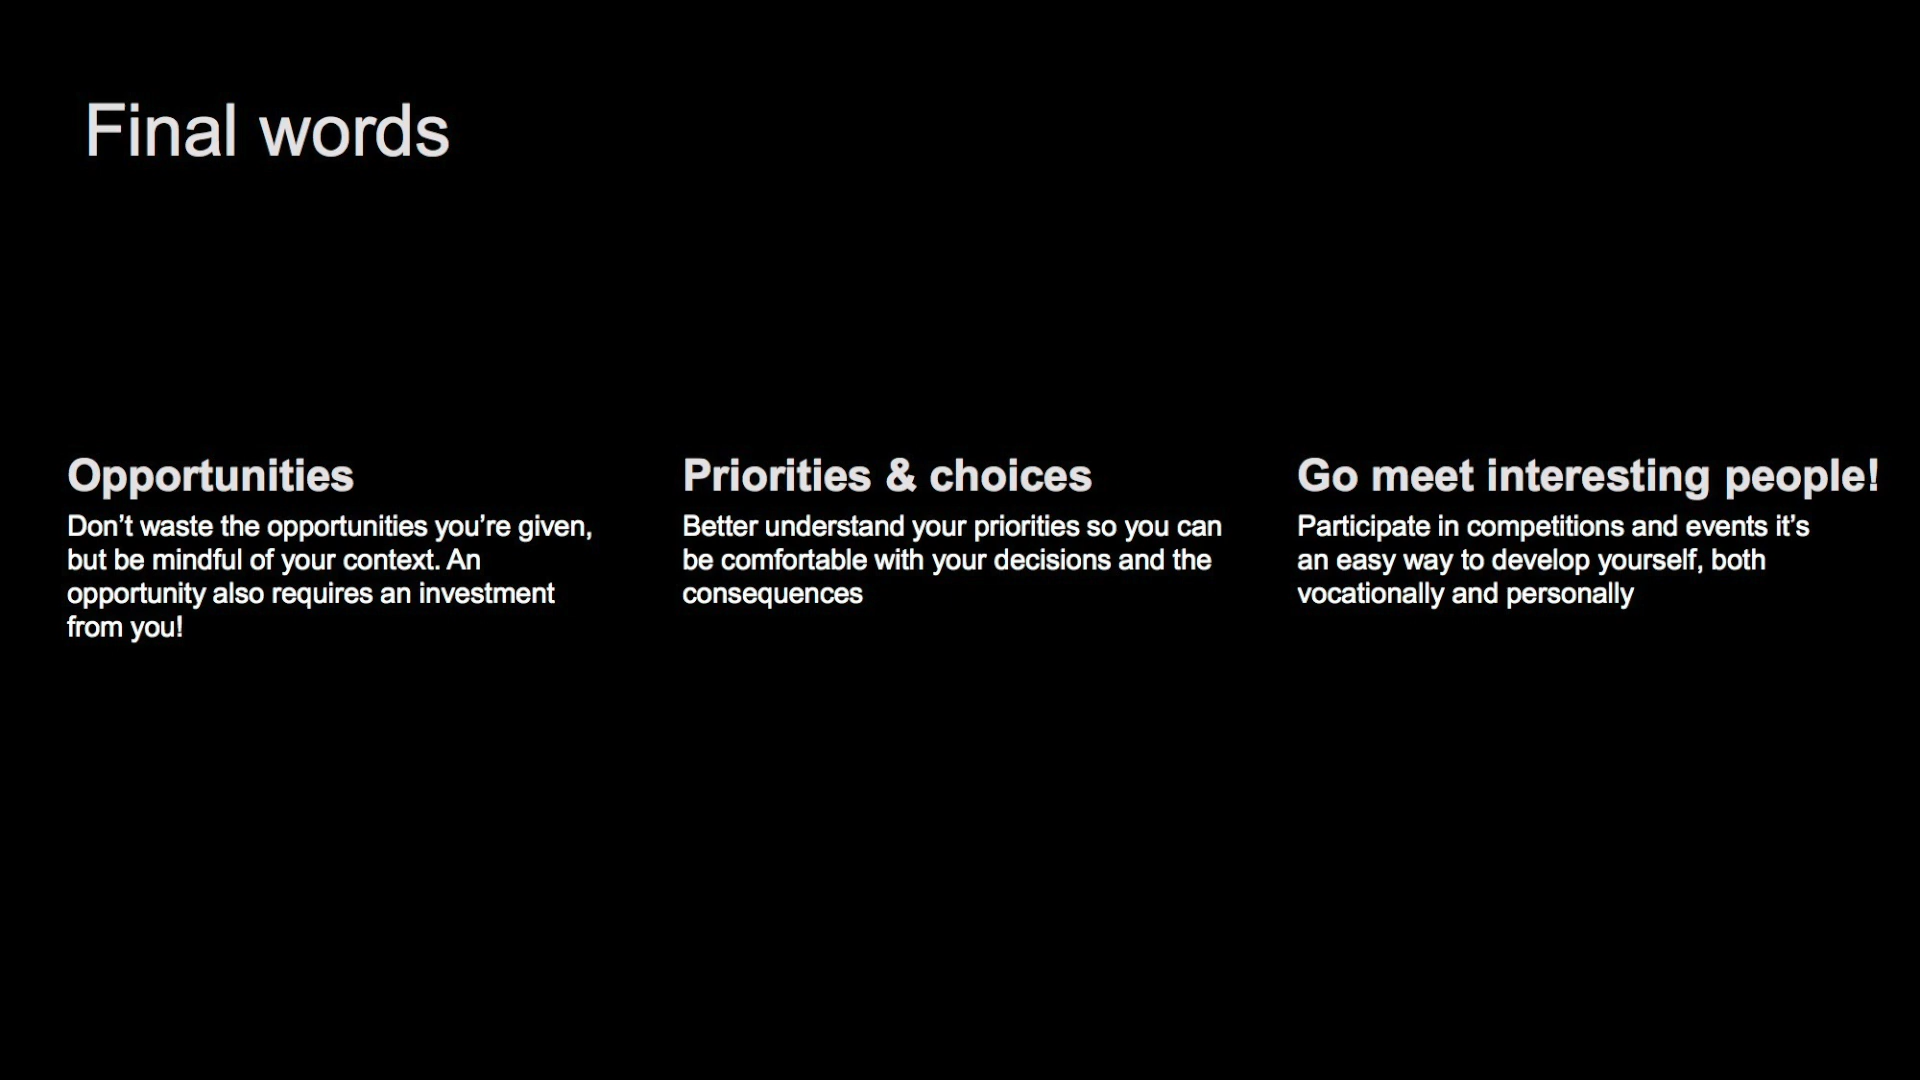 Final words
Opportunities
Don’t waste the opportunities you’re given,
but be mindful of your context. An
opportunity also requires an investment
from you!
Priorities & choices
Better understand your priorities so you can
be comfortable with your decisions and the
consequences
Go meet interesting people!
Participate in competitions and events it’s
an easy way to develop yourself, both
vocationally and personally